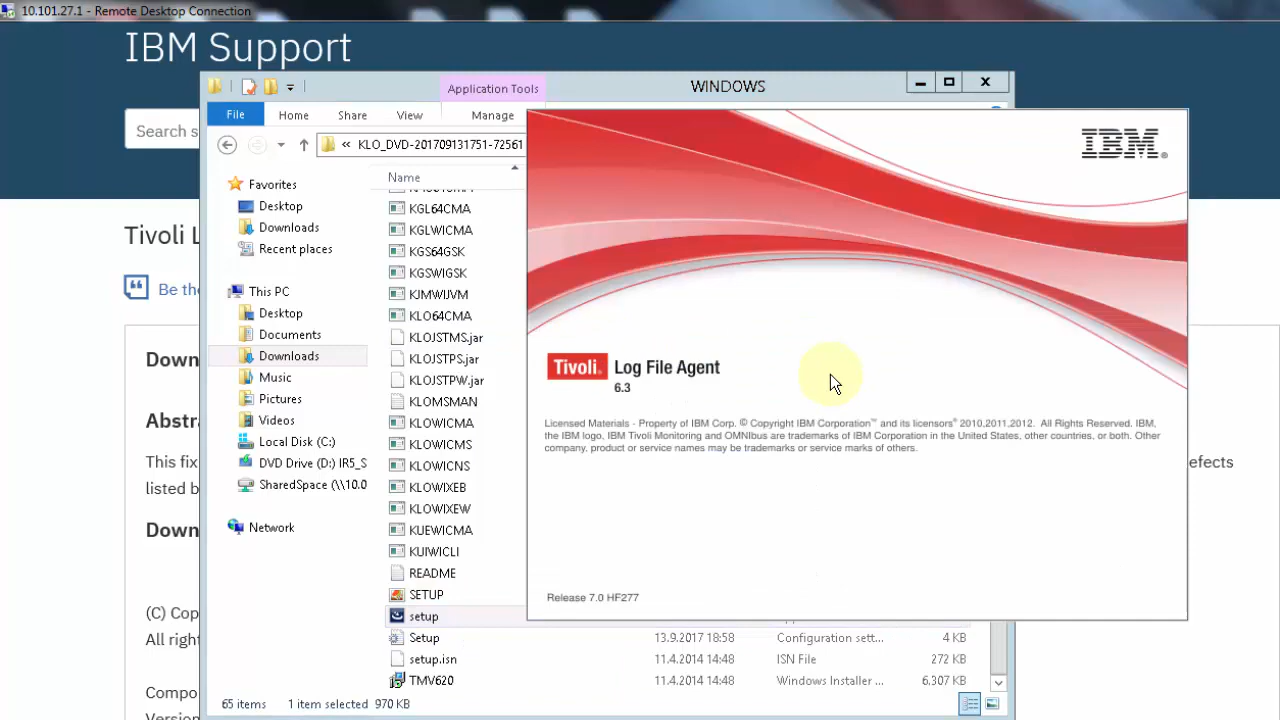 10.101.27.1 - Remote Desktop Connection
IBM Support
Search s
Application Tools
WINDOWS
File
Home
Share
View
Manage
« KLO_DVD-
31751-72561
Favorites
Desktop
Downloads
Recent places
This PC
Desktop
Documents
Downloads
Music
Pictures
Videos
Local Disk (C:)
DVD Drive (D:) IR5_S
SharedSpace (\\10.0
Network
Name
KGL64CMA
KGLWICMA
KGS64GSK
KGSWIGSK
KIMWIJVM
KLO64CMA
KLOJSTMS.jar
KLOJSTPS.jar
KLOJSTPW.jar
KLOMSMAN
KLOWICMA
KLOWICMS
KLOWICNS
KLOWIXEB
KLOWIXEW
KUEWICMA
KUIWICLI
README
SETUP
setup
Setup 13.9.2017 18:58 Configuration sett... 4 KB
setup.isn 11.4.2014 14:48 ISN File 272 KB
TMV620 11.4.2014 14:48 Windows Installer ... 6.307 KB
65 items 1 item selected 970 KB
IBM®
Tivoli® Log File Agent
6.3
Licensed Materials - Property of IBM Corp. © Copyright IBM Corporation™ and its licensors® 2010,2011,2012. All Rights Reserved. IBM,
the IBM logo, IBM Tivoli Monitoring and OMNIbus are trademarks of IBM Corporation in the United States, other countries, or both. Other
company, product or service names may be trademarks or service marks of others.
Release 7.0 HF277
Tivoli L
Be the
Down
Abstra
This fix
efects
listed b
Down
(C) Cop
All right
Compo
Versio